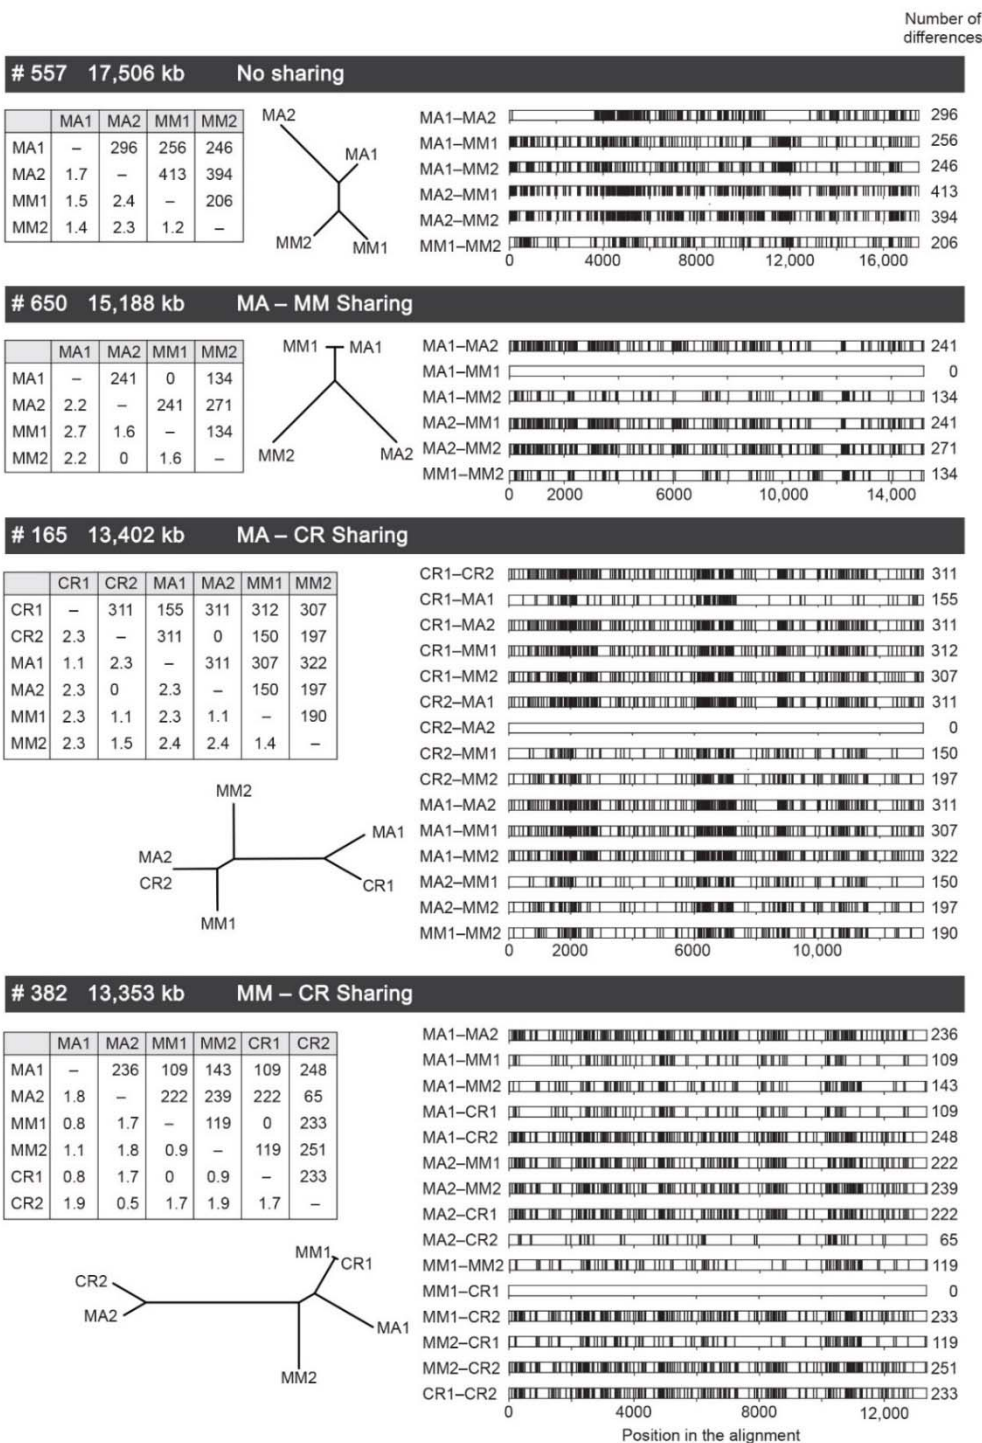 Number of
differences
# 557 17,506 kb No sharing
MA1 MA2 MM1 MM2
MA1 – 296 256 246
MA2 1.7 – 413 394
MM1 1.5 2.4 – 206
MM2 1.4 2.3 1.2 –
MA2
MA1
MM2
MM1
MA1–MA2 296
MA1–MM1 256
MA1–MM2 246
MA2–MM1 413
MA2–MM2 394
MM1–MM2 206
0 4000 8000 12,000 16,000
# 650 15,188 kb MA – MM Sharing
MA1 MA2 MM1 MM2
MA1 – 241 0 134
MA2 2.2 – 241 271
MM1 2.7 1.6 – 134
MM2 2.2 0 1.6 –
MM1 MA1
MM2 MA2
MA1–MA2 241
MA1–MM1 0
MA1–MM2 134
MA2–MM1 241
MA2–MM2 271
MM1–MM2 134
0 2000 6000 10,000 14,000
# 165 13,402 kb MA – CR Sharing
CR1 CR2 MA1 MA2 MM1 MM2
CR1 – 311 155 311 312 307
CR2 2.3 – 311 0 150 197
MA1 1.1 2.3 – 311 307 322
MA2 2.3 0 2.3 – 150 197
MM1 2.3 1.1 2.3 1.1 – 190
MM2 2.3 1.5 2.4 2.4 1.4 –
MM2
MA1
MA2
CR2
CR1
MM1
CR1–CR2 311
CR1–MA1 155
CR1–MA2 311
CR1–MM1 312
CR1–MM2 307
CR2–MA1 311
CR2–MA2 0
CR2–MM1 150
CR2–MM2 197
MA1–MA2 311
MA1–MM1 307
MA1–MM2 322
MA2–MM1 150
MA2–MM2 197
MM1–MM2 190
0 2000 6000 10,000
# 382 13,353 kb MM – CR Sharing
MA1 MA2 MM1 MM2 CR1 CR2
MA1 – 236 109 143 109 248
MA2 1.8 – 222 239 222 65
MM1 0.8 1.7 – 119 0 233
MM2 1.1 1.8 0.9 – 119 251
CR1 0.8 1.7 0 0.9 – 233
CR2 1.9 0.5 1.7 1.9 1.7 –
MM1
CR1
CR2
MA2
MA1
MM2
MA1–MA2 236
MA1–MM1 109
MA1–MM2 143
MA1–CR1 109
MA1–CR2 248
MA2–MM1 222
MA2–MM2 239
MA2–CR1 222
MA2–CR2 65
MM1–MM2 119
MM1–CR1 0
MM1–CR2 233
MM2–CR1 119
MM2–CR2 251
CR1–CR2 233
0 4000 8000 12,000
Position in the alignment